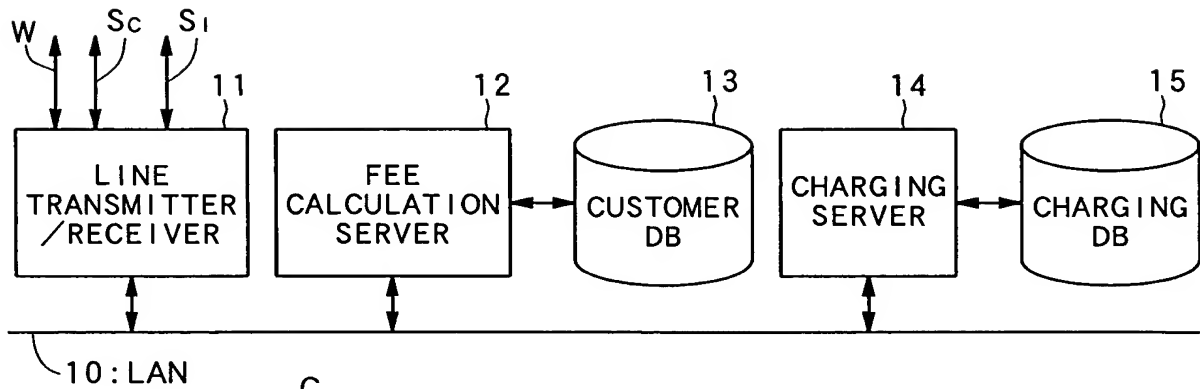 W Sc SI
11 12 13 14 15
LINE
TRANSMITTER
/RECEIVER
FEE
CALCULATION
SERVER
CUSTOMER
DB
CHARGING
SERVER
CHARGING
DB
10:LAN
C